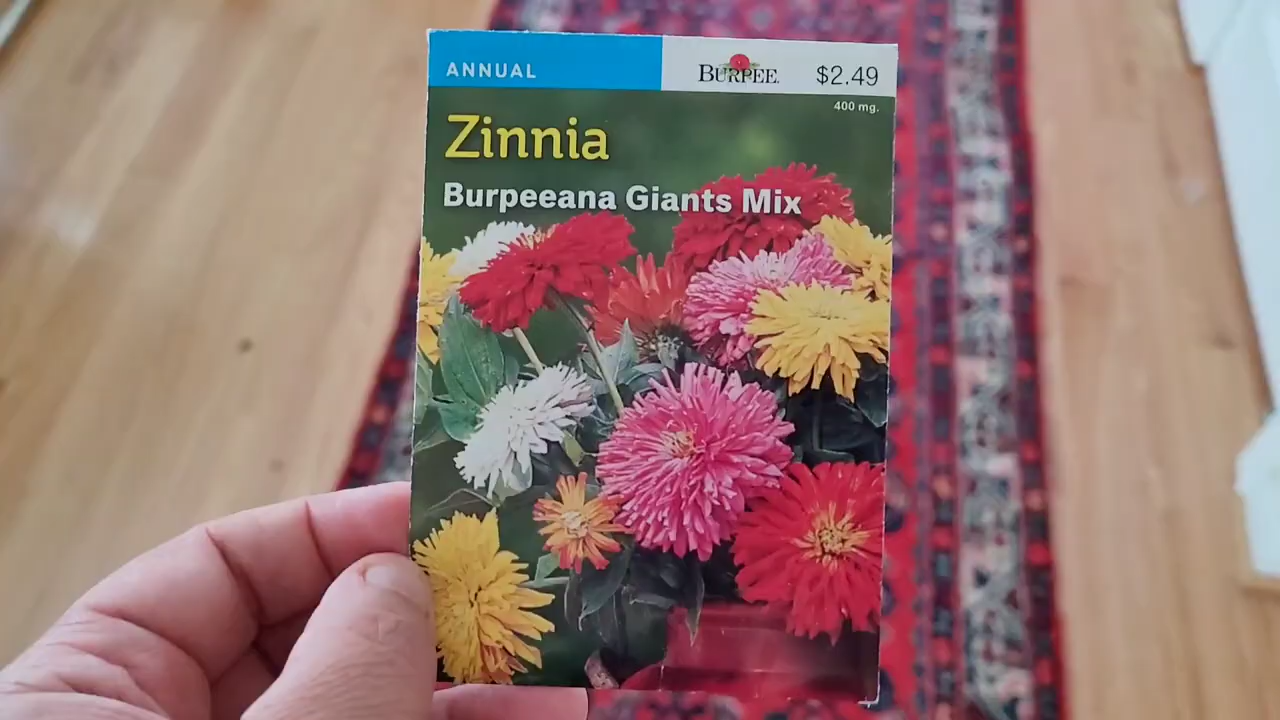 ANNUAL
BURPEE.
$2.49
400 mg.
Zinnia
Burpeeana Giants Mix